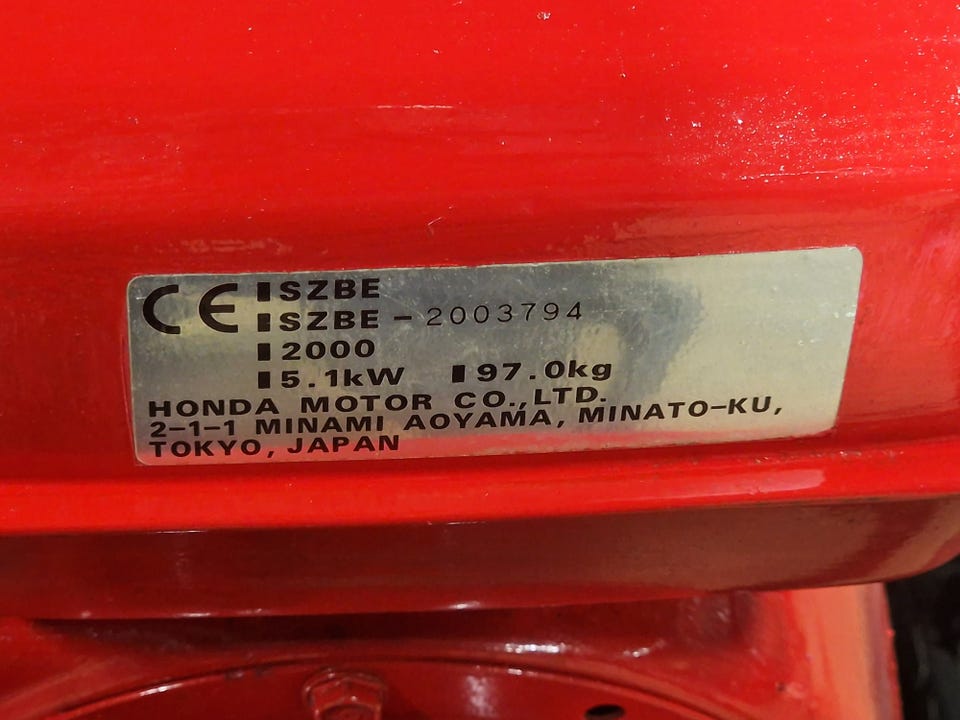 CE ▮SZBE
▮SZBE-2003794
▮2000
▮5.1kW ▮97.0kg
HONDA MOTOR CO.,LTD.
2-1-1 MINAMI AOYAMA, MINATO-KU,
TOKYO, JAPAN